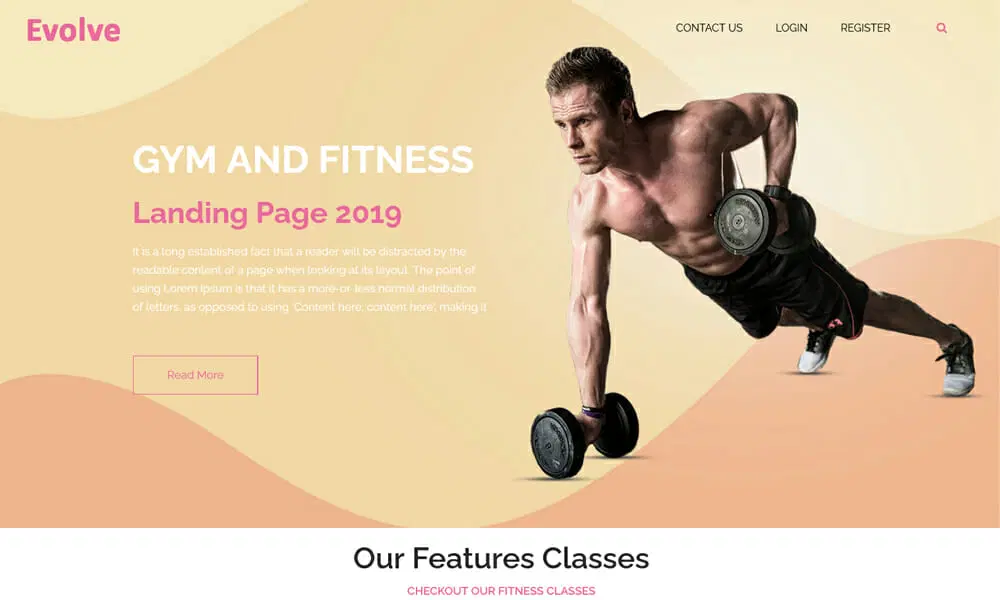 Evolve
CONTACT US LOGIN REGISTER
GYM AND FITNESS
Landing Page 2019
It is a long established fact that a reader will be distracted by the
readable content of a page when looking at its layout. The point of
using Lorem Ipsum is that it has a more-or-less normal distribution
of letters, as opposed to using 'Content here, content here', making it
Read More
Our Features Classes
CHECKOUT OUR FITNESS CLASSES